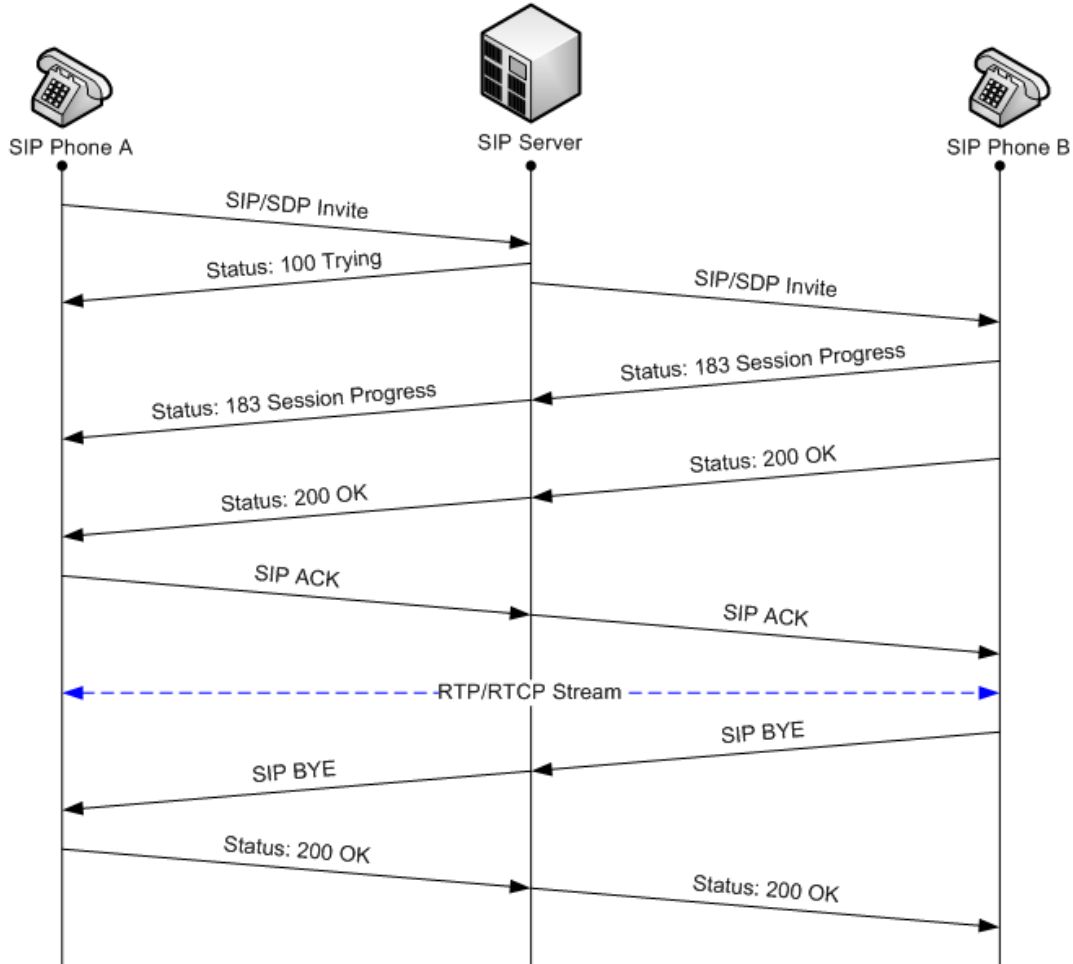 SIP Phone A
SIP Server
SIP Phone B
SIP/SDP Invite
Status: 100 Trying
SIP/SDP Invite
Status: 183 Session Progress
Status: 183 Session Progress
Status: 200 OK
Status: 200 OK
SIP ACK
SIP ACK
RTP/RTCP Stream
SIP BYE
SIP BYE
Status: 200 OK
Status: 200 OK